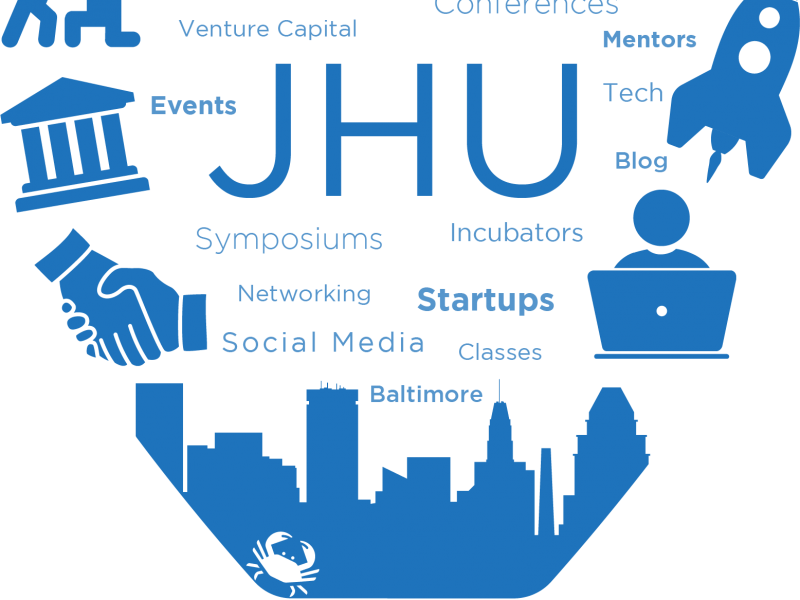 Conferences
Venture Capital
Mentors
Events
JHU
Tech
Blog
Symposiums
Incubators
Networking
Startups
Social Media
Classes
Baltimore